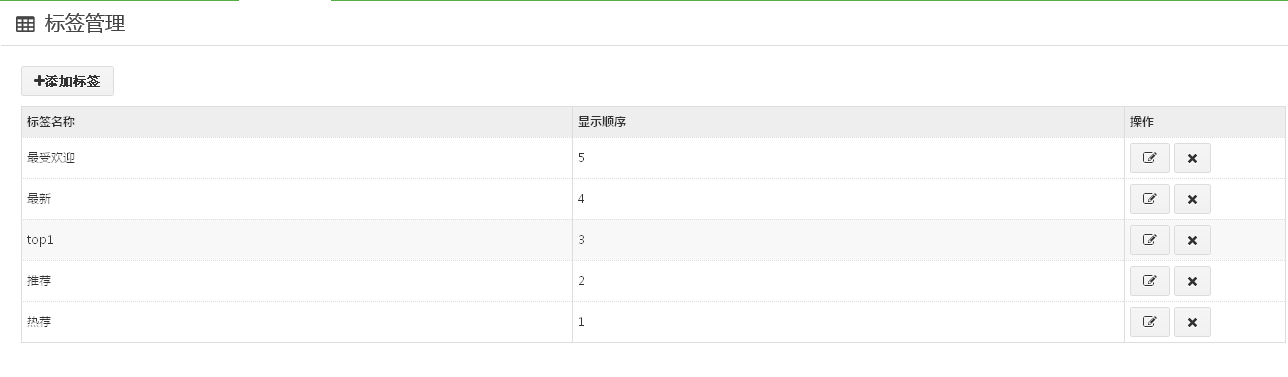 标签管理
添加标签
标签名称 显示顺序 操作
最受欢迎 5
最新 4
top1 3
推荐 2
热荐 1